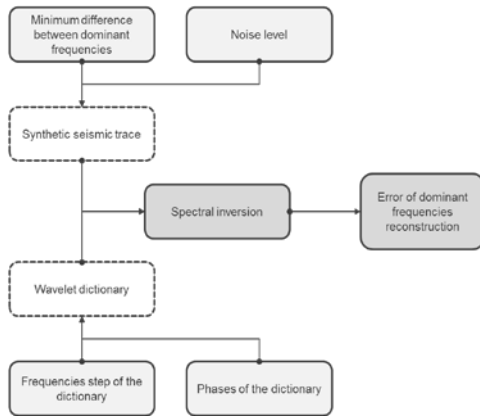 Minimum difference
between dominant
frequencies
Noise level
Synthetic seismic trace
Spectral inversion
Error of dominant
frequencies
reconstruction
Wavelet dictionary
Frequencies step of the
dictionary
Phases of the dictionary